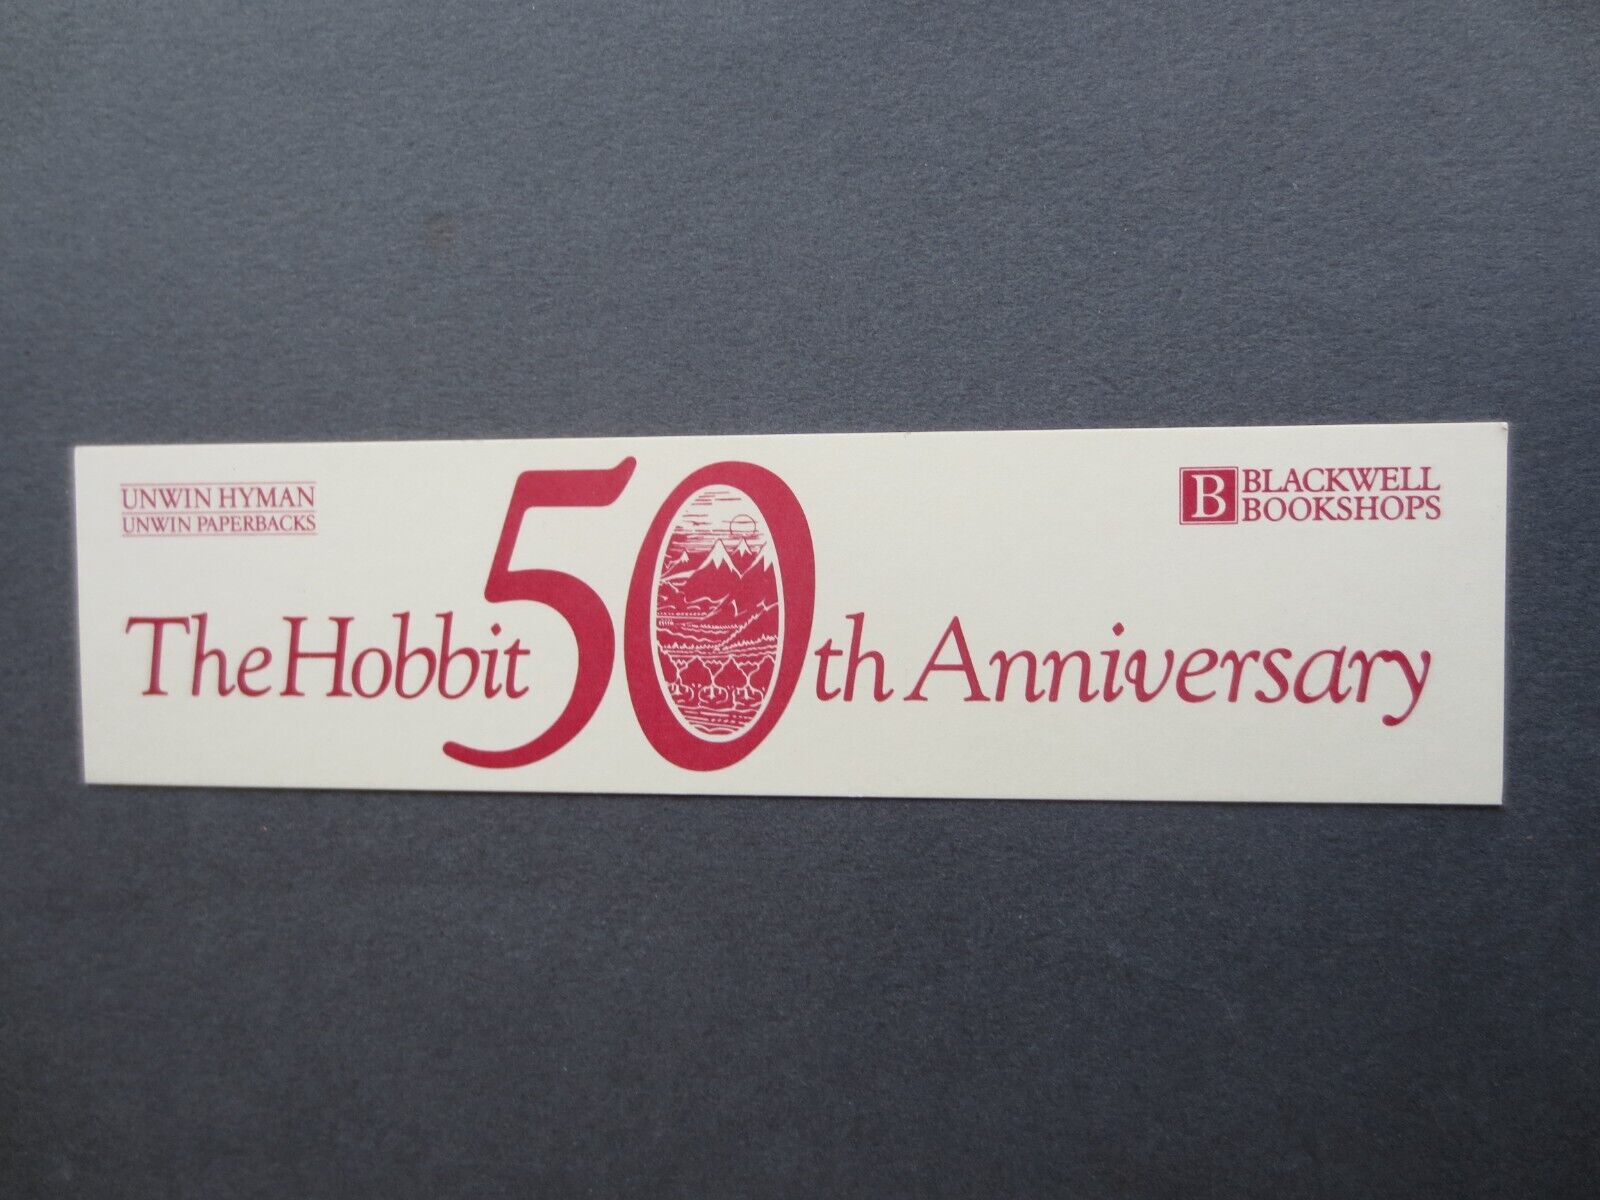 UNWIN HYMAN
UNWIN PAPERBACKS
B BLACKWELL
BOOKSHOPS
The Hobbit 50th Anniversary